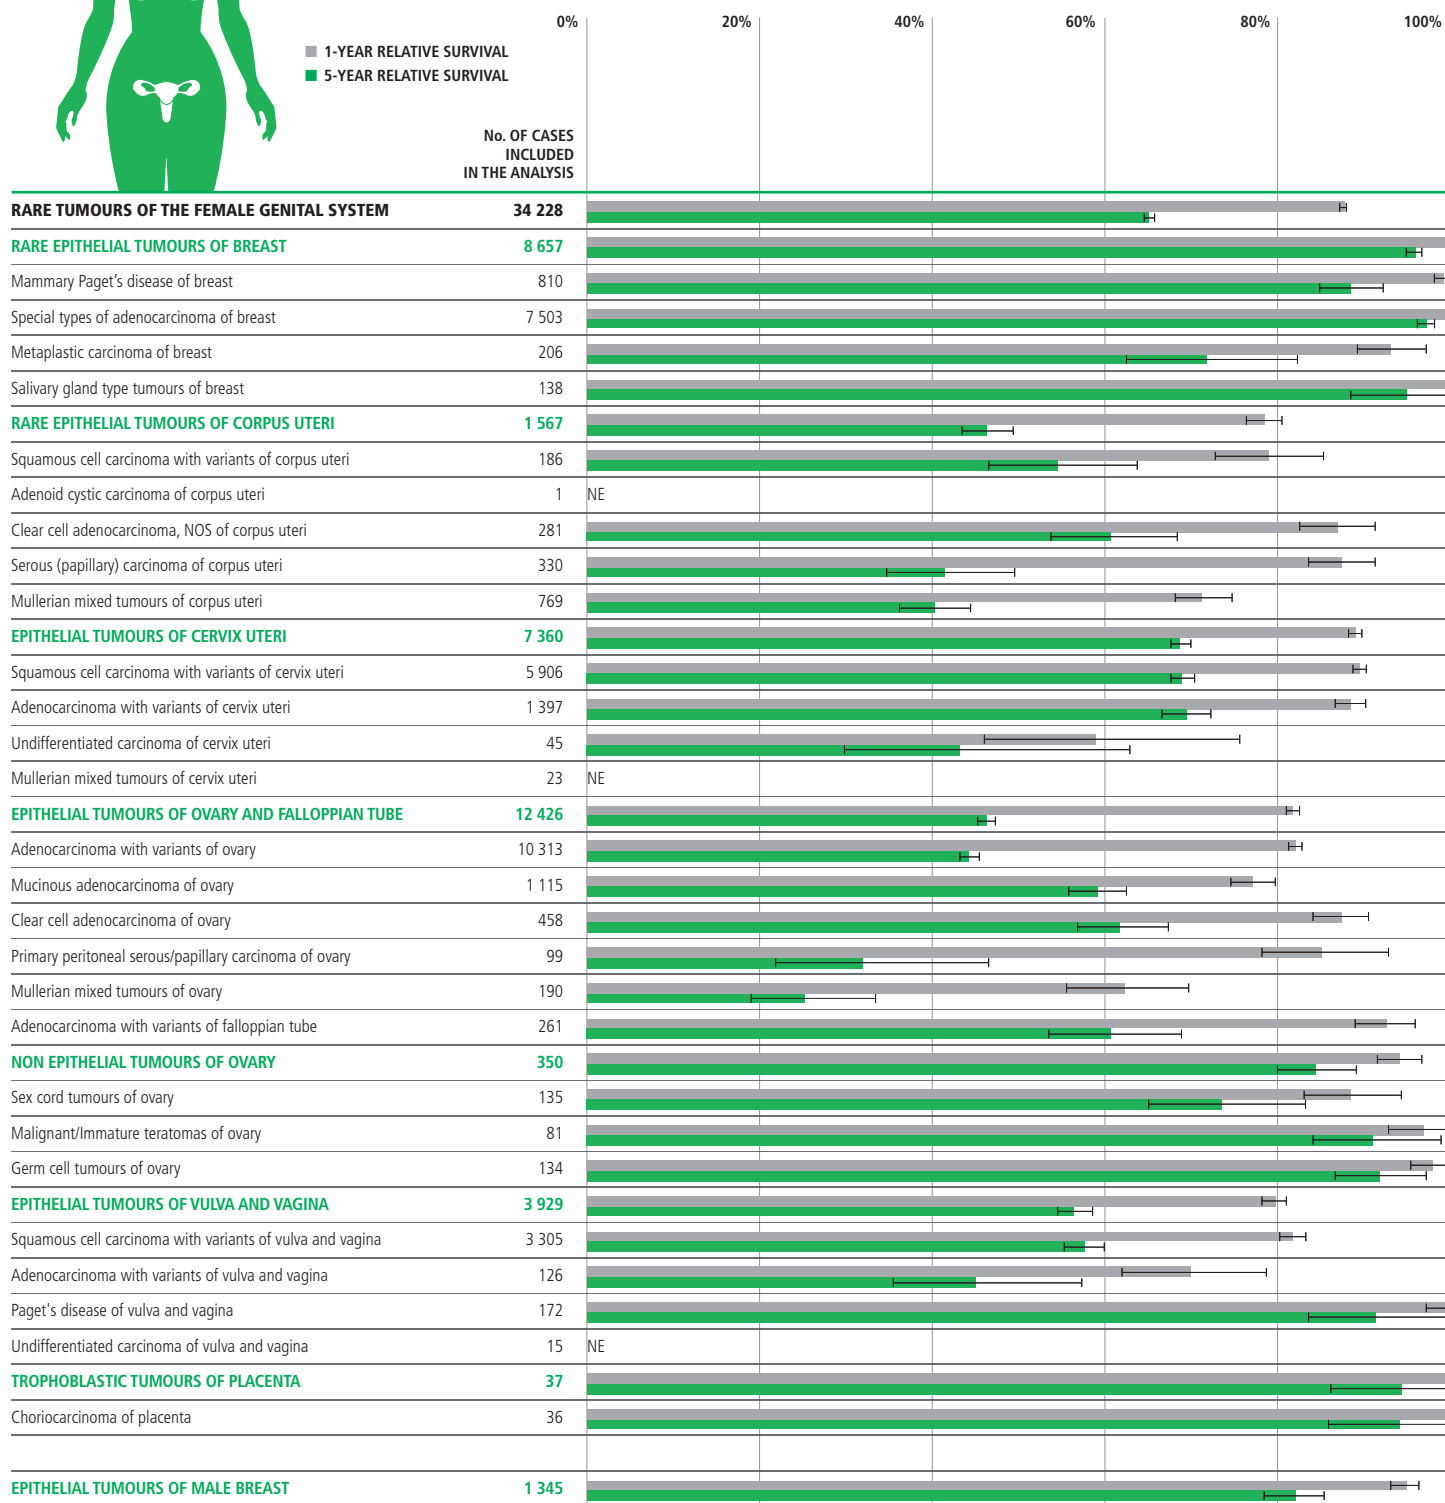 0% 20% 40% 60% 80% 100%
1-YEAR RELATIVE SURVIVAL
5-YEAR RELATIVE SURVIVAL
No. OF CASES
INCLUDED
IN THE ANALYSIS
RARE TUMOURS OF THE FEMALE GENITAL SYSTEM 34 228
RARE EPITHELIAL TUMOURS OF BREAST 8 657
Mammary Paget's disease of breast 810
Special types of adenocarcinoma of breast 7 503
Metaplastic carcinoma of breast 206
Salivary gland type tumours of breast 138
RARE EPITHELIAL TUMOURS OF CORPUS UTERI 1 567
Squamous cell carcinoma with variants of corpus uteri 186
Adenoid cystic carcinoma of corpus uteri 1 NE
Clear cell adenocarcinoma, NOS of corpus uteri 281
Serous (papillary) carcinoma of corpus uteri 330
Mullerian mixed tumours of corpus uteri 769
EPITHELIAL TUMOURS OF CERVIX UTERI 7 360
Squamous cell carcinoma with variants of cervix uteri 5 906
Adenocarcinoma with variants of cervix uteri 1 397
Undifferentiated carcinoma of cervix uteri 45
Mullerian mixed tumours of cervix uteri 23 NE
EPITHELIAL TUMOURS OF OVARY AND FALLOPPIAN TUBE 12 426
Adenocarcinoma with variants of ovary 10 313
Mucinous adenocarcinoma of ovary 1 115
Clear cell adenocarcinoma of ovary 458
Primary peritoneal serous/papillary carcinoma of ovary 99
Mullerian mixed tumours of ovary 190
Adenocarcinoma with variants of falloppian tube 261
NON EPITHELIAL TUMOURS OF OVARY 350
Sex cord tumours of ovary 135
Malignant/Immature teratomas of ovary 81
Germ cell tumours of ovary 134
EPITHELIAL TUMOURS OF VULVA AND VAGINA 3 929
Squamous cell carcinoma with variants of vulva and vagina 3 305
Adenocarcinoma with variants of vulva and vagina 126
Paget's disease of vulva and vagina 172
Undifferentiated carcinoma of vulva and vagina 15 NE
TROPHOBLASTIC TUMOURS OF PLACENTA 37
Choriocarcinoma of placenta 36
EPITHELIAL TUMOURS OF MALE BREAST 1 345